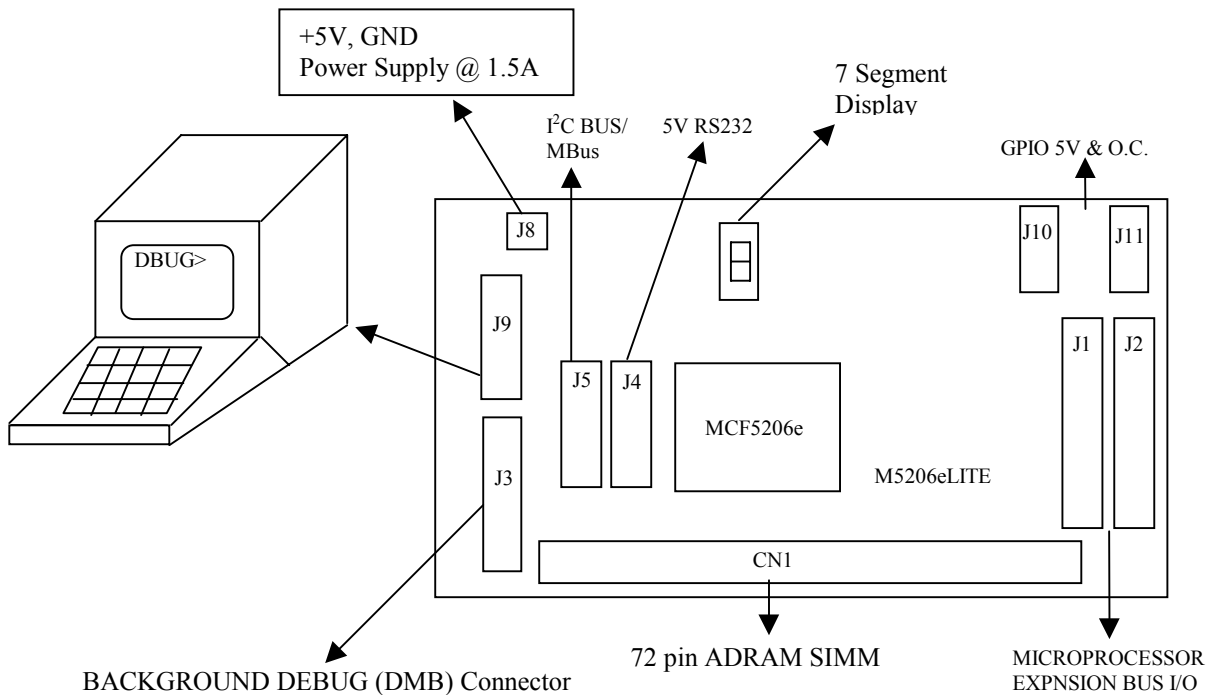 +5V, GND
Power Supply @ 1.5A
7 Segment
Display
I²C BUS/
MBus
5V RS232
GPIO 5V & O.C.
J8
J10
J11
DBUG>
J9
J1
J2
J5
J4
MCF5206e
J3
M5206eLITE
CN1
72 pin ADRAM SIMM
MICROPROCESSOR
EXPNSION BUS I/O
BACKGROUND DEBUG (DMB) Connector